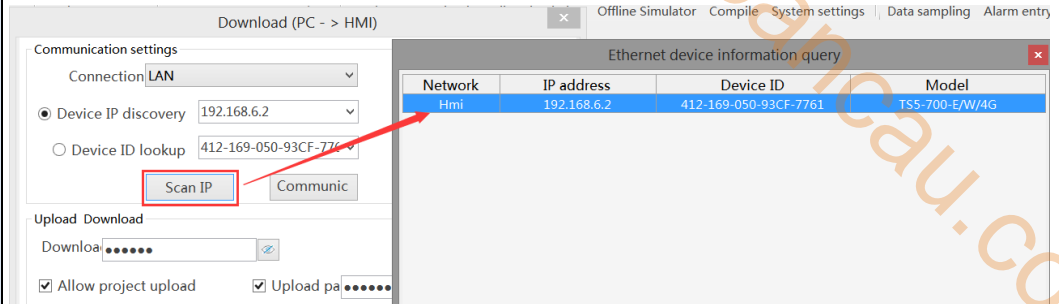 Offline Simulator Compile System settings Data sampling Alarm entry
Download (PC - > HMI)
Communication settings
Connection LAN
Device IP discovery 192.168.6.2
Device ID lookup 412-169-050-93CF-776
Scan IP Communic
Upload Download
Downloa ●●●●●●
Allow project upload Upload pa ●●●●●●
Ethernet device information query
Network IP address Device ID Model
Hmi 192.168.6.2 412-169-050-93CF-7761 TS5-700-E/W/4G
ancau.co